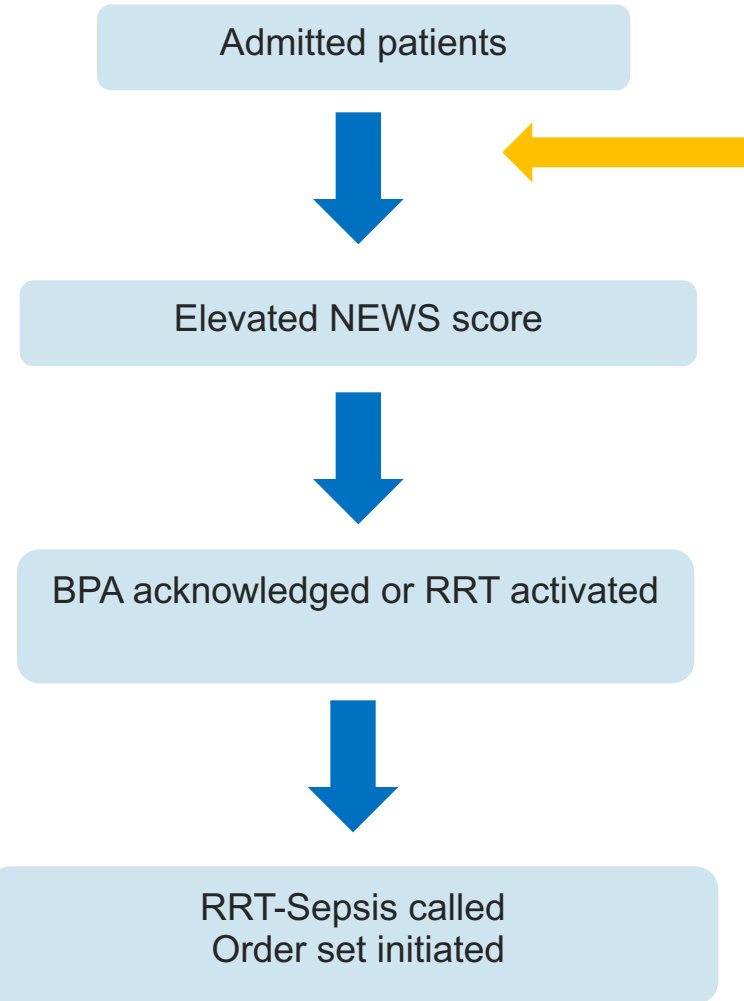 Admitted patients
Elevated NEWS score
BPA acknowledged or RRT activated
RRT-Sepsis called
Order set initiated